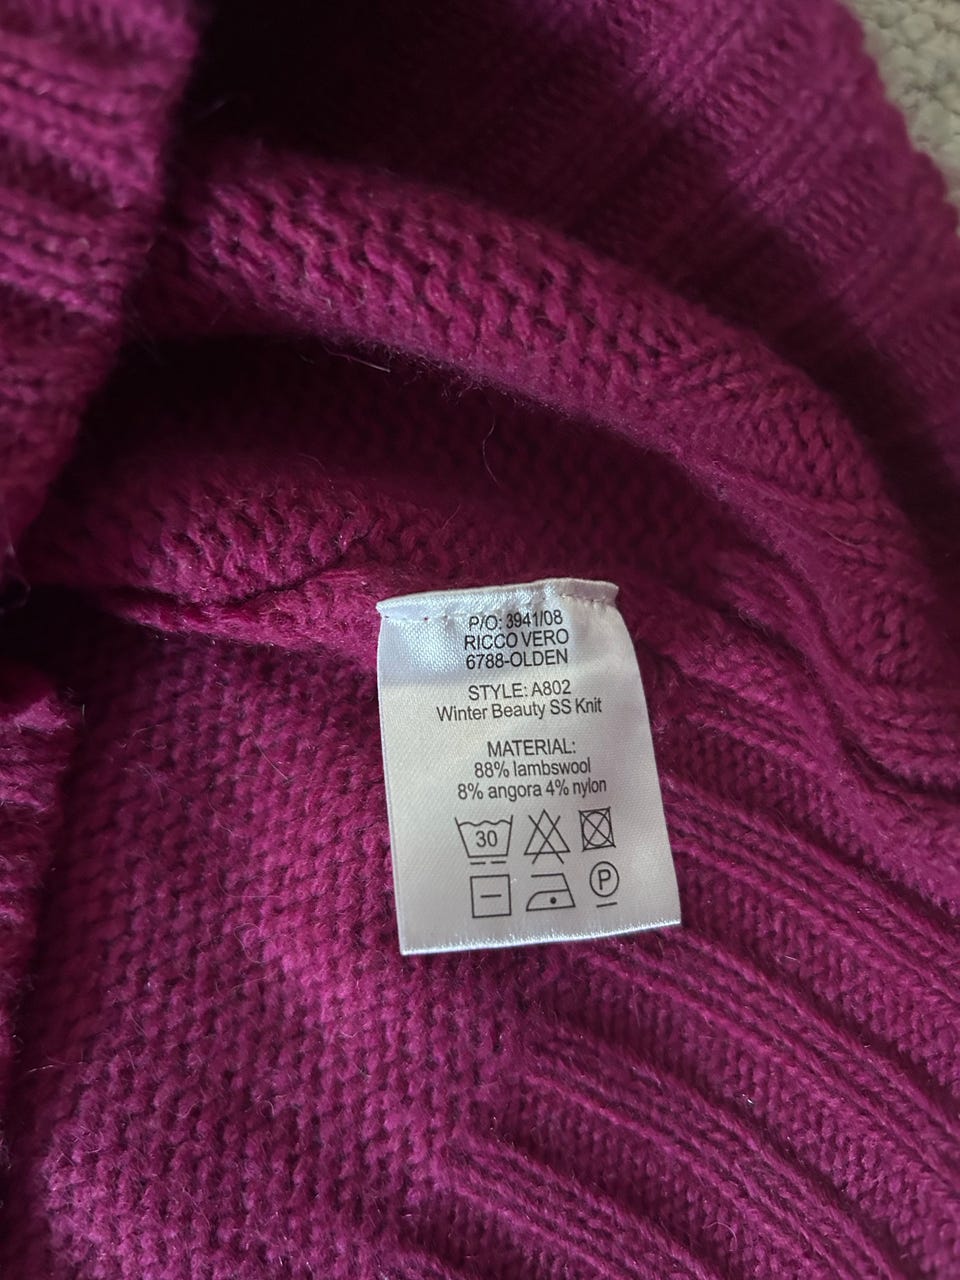 P/O: 3941/08
RICCO VERO
6788-OLDEN
STYLE: A802
Winter Beauty SS Knit
MATERIAL:
88% lambswool
8% angora 4% nylon
30
P